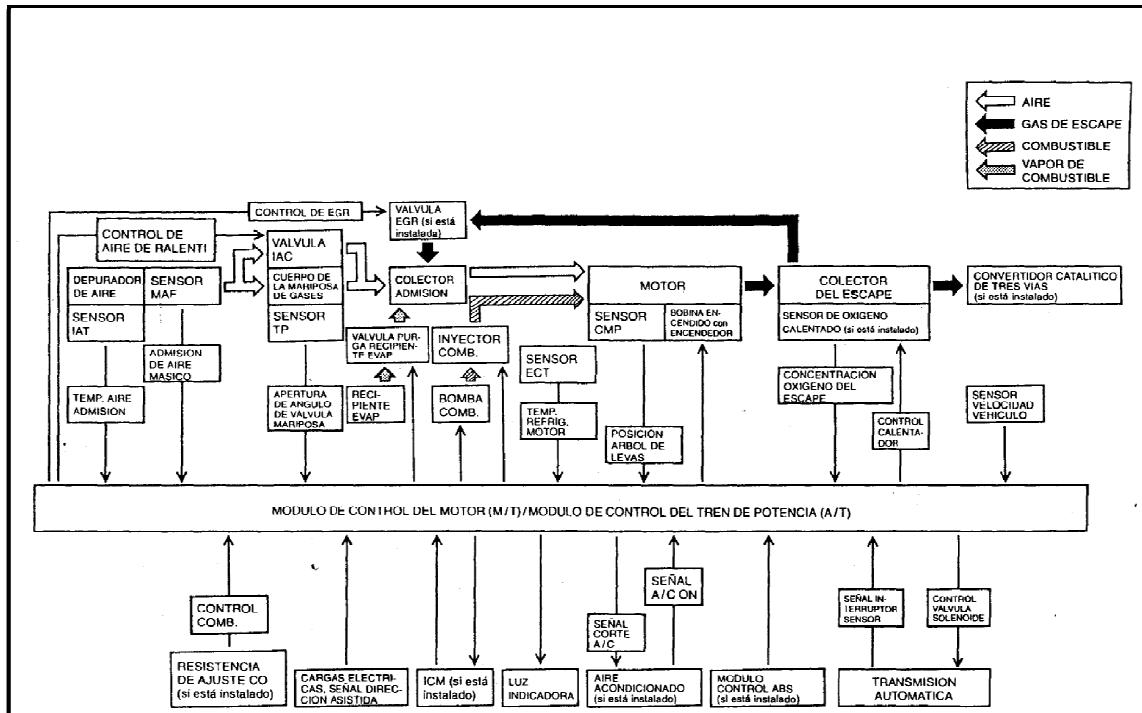 AIRE
GAS DE ESCAPE
COMBUSTIBLE
VAPOR DE
COMBUSTIBLE
CONTROL DE EGR
VALVULA
EGR (si está
instalada)
CONTROL DE
AIRE DE RALENTI
VALVULA
IAC
DEPURADOR
DE AIRE
SENSOR
MAF
CUERPO DE
LA MARIPOSA
DE GASES
COLECTOR
ADMISION
MOTOR
COLECTOR
DEL ESCAPE
CONVERTIDOR CATALITICO
DE TRES VIAS
(si está instalado)
SENSOR
IAT
SENSOR
TP
SENSOR
CMP
BOBINA EN-
CENDIDO con
ENCENDEDOR
SENSOR DE OXIGENO
CALENTADO (si está instalado)
ADMISION
DE AIRE
MASICO
VALVULA PUR-
GA RECIPIEN-
TE EVAP
INYECTOR
COMB.
SENSOR
ECT
CONCENTRACION
OXIGENO DEL
ESCAPE
TEMP. AIRE
ADMISION
APERTURA
DE ANGULO
DE VALVULA
MARIPOSA
RECI-
PIENTE
EVAP
BOMBA
COMB.
TEMP.
REFRIG.
MOTOR
POSICION
ARBOL DE
LEVAS
CONTROL
CALENTA-
DOR
SENSOR
VELOCIDAD
VEHICULO
MODULO DE CONTROL DEL MOTOR (M/T)/MODULO DE CONTROL DEL TREN DE POTENCIA (A/T)
CONTROL
COMB.
SEÑAL
CORTE
A/C
SEÑAL
A/C ON
SEÑAL IN-
TERRUPTOR
SENSOR
CONTROL
VALVULA
SOLENOIDE
RESISTENCIA
DE AJUSTE CO
(si está instalado)
CARGAS ELECTRI-
CAS, SEÑAL DIREC-
CION ASISTIDA
ICM (si está
instalado)
LUZ
INDICADORA
AIRE
ACONDICIONADO
(si está instalado)
MODULO
CONTROL ABS
(si está instalado)
TRANSMISION
AUTOMATICA